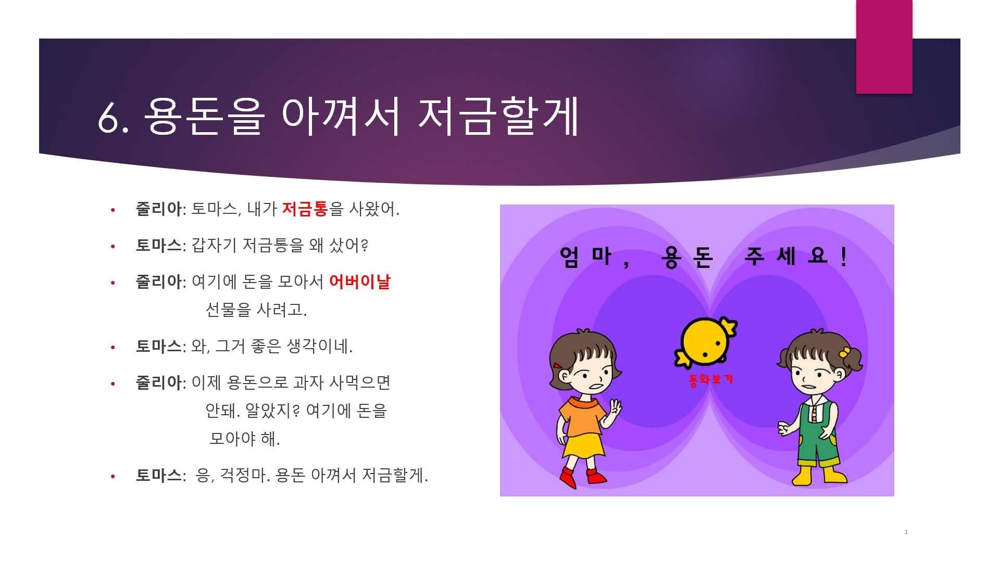 6. 용돈을 아껴서 저금할게
• 줄리아: 토마스, 내가 저금통을 사왔어.
• 토마스: 갑자기 저금통을 왜 샀어?
• 줄리아: 여기에 돈을 모아서 어버이날
선물을 사려고.
• 토마스: 와, 그거 좋은 생각이네.
• 줄리아: 이제 용돈으로 과자 사먹으면
안돼. 알았지? 여기에 돈을
모아야 해.
• 토마스: 응, 걱정마. 용돈 아껴서 저금할게.
엄마, 용돈 주세요!
동화보기
1